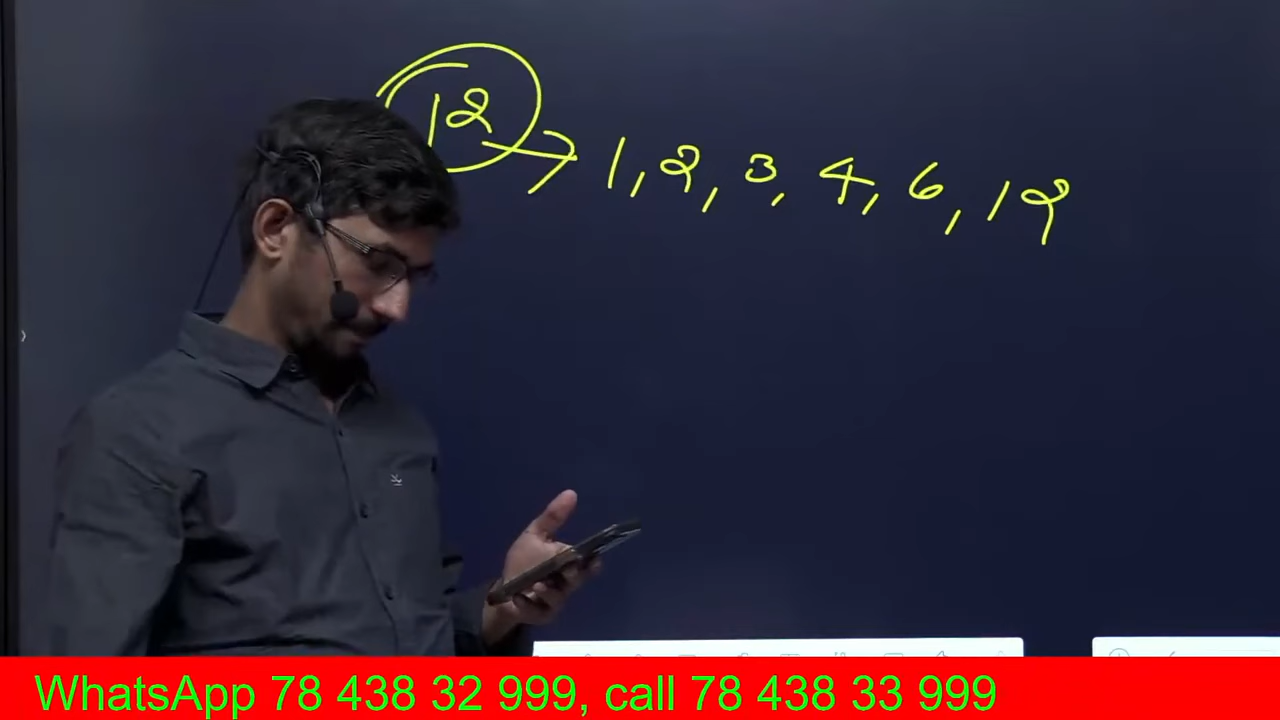 12 → 1, 2, 3, 4, 6, 12
WhatsApp 78 438 32 999, call 78 438 33 999